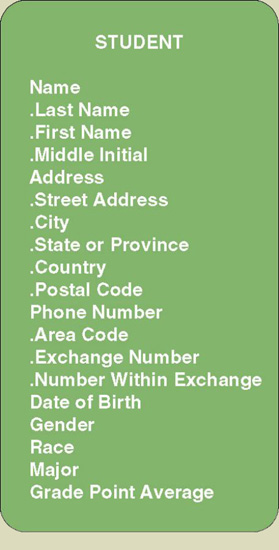 STUDENT
Name
.Last Name
.First Name
.Middle Initial
Address
.Street Address
.City
.State or Province
.Country
.Postal Code
Phone Number
.Area Code
.Exchange Number
.Number Within Exchange
Date of Birth
Gender
Race
Major
Grade Point Average